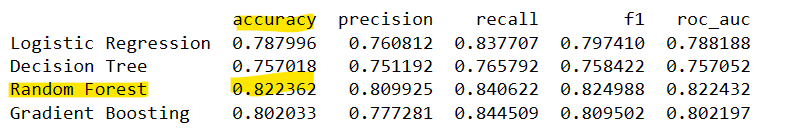 accuracy precision recall f1 roc_auc
Logistic Regression 0.787996 0.760812 0.837707 0.797410 0.788188
Decision Tree 0.757018 0.751192 0.765792 0.758422 0.757052
Random Forest 0.822362 0.809925 0.840622 0.824988 0.822432
Gradient Boosting 0.802033 0.777281 0.844509 0.809502 0.802197